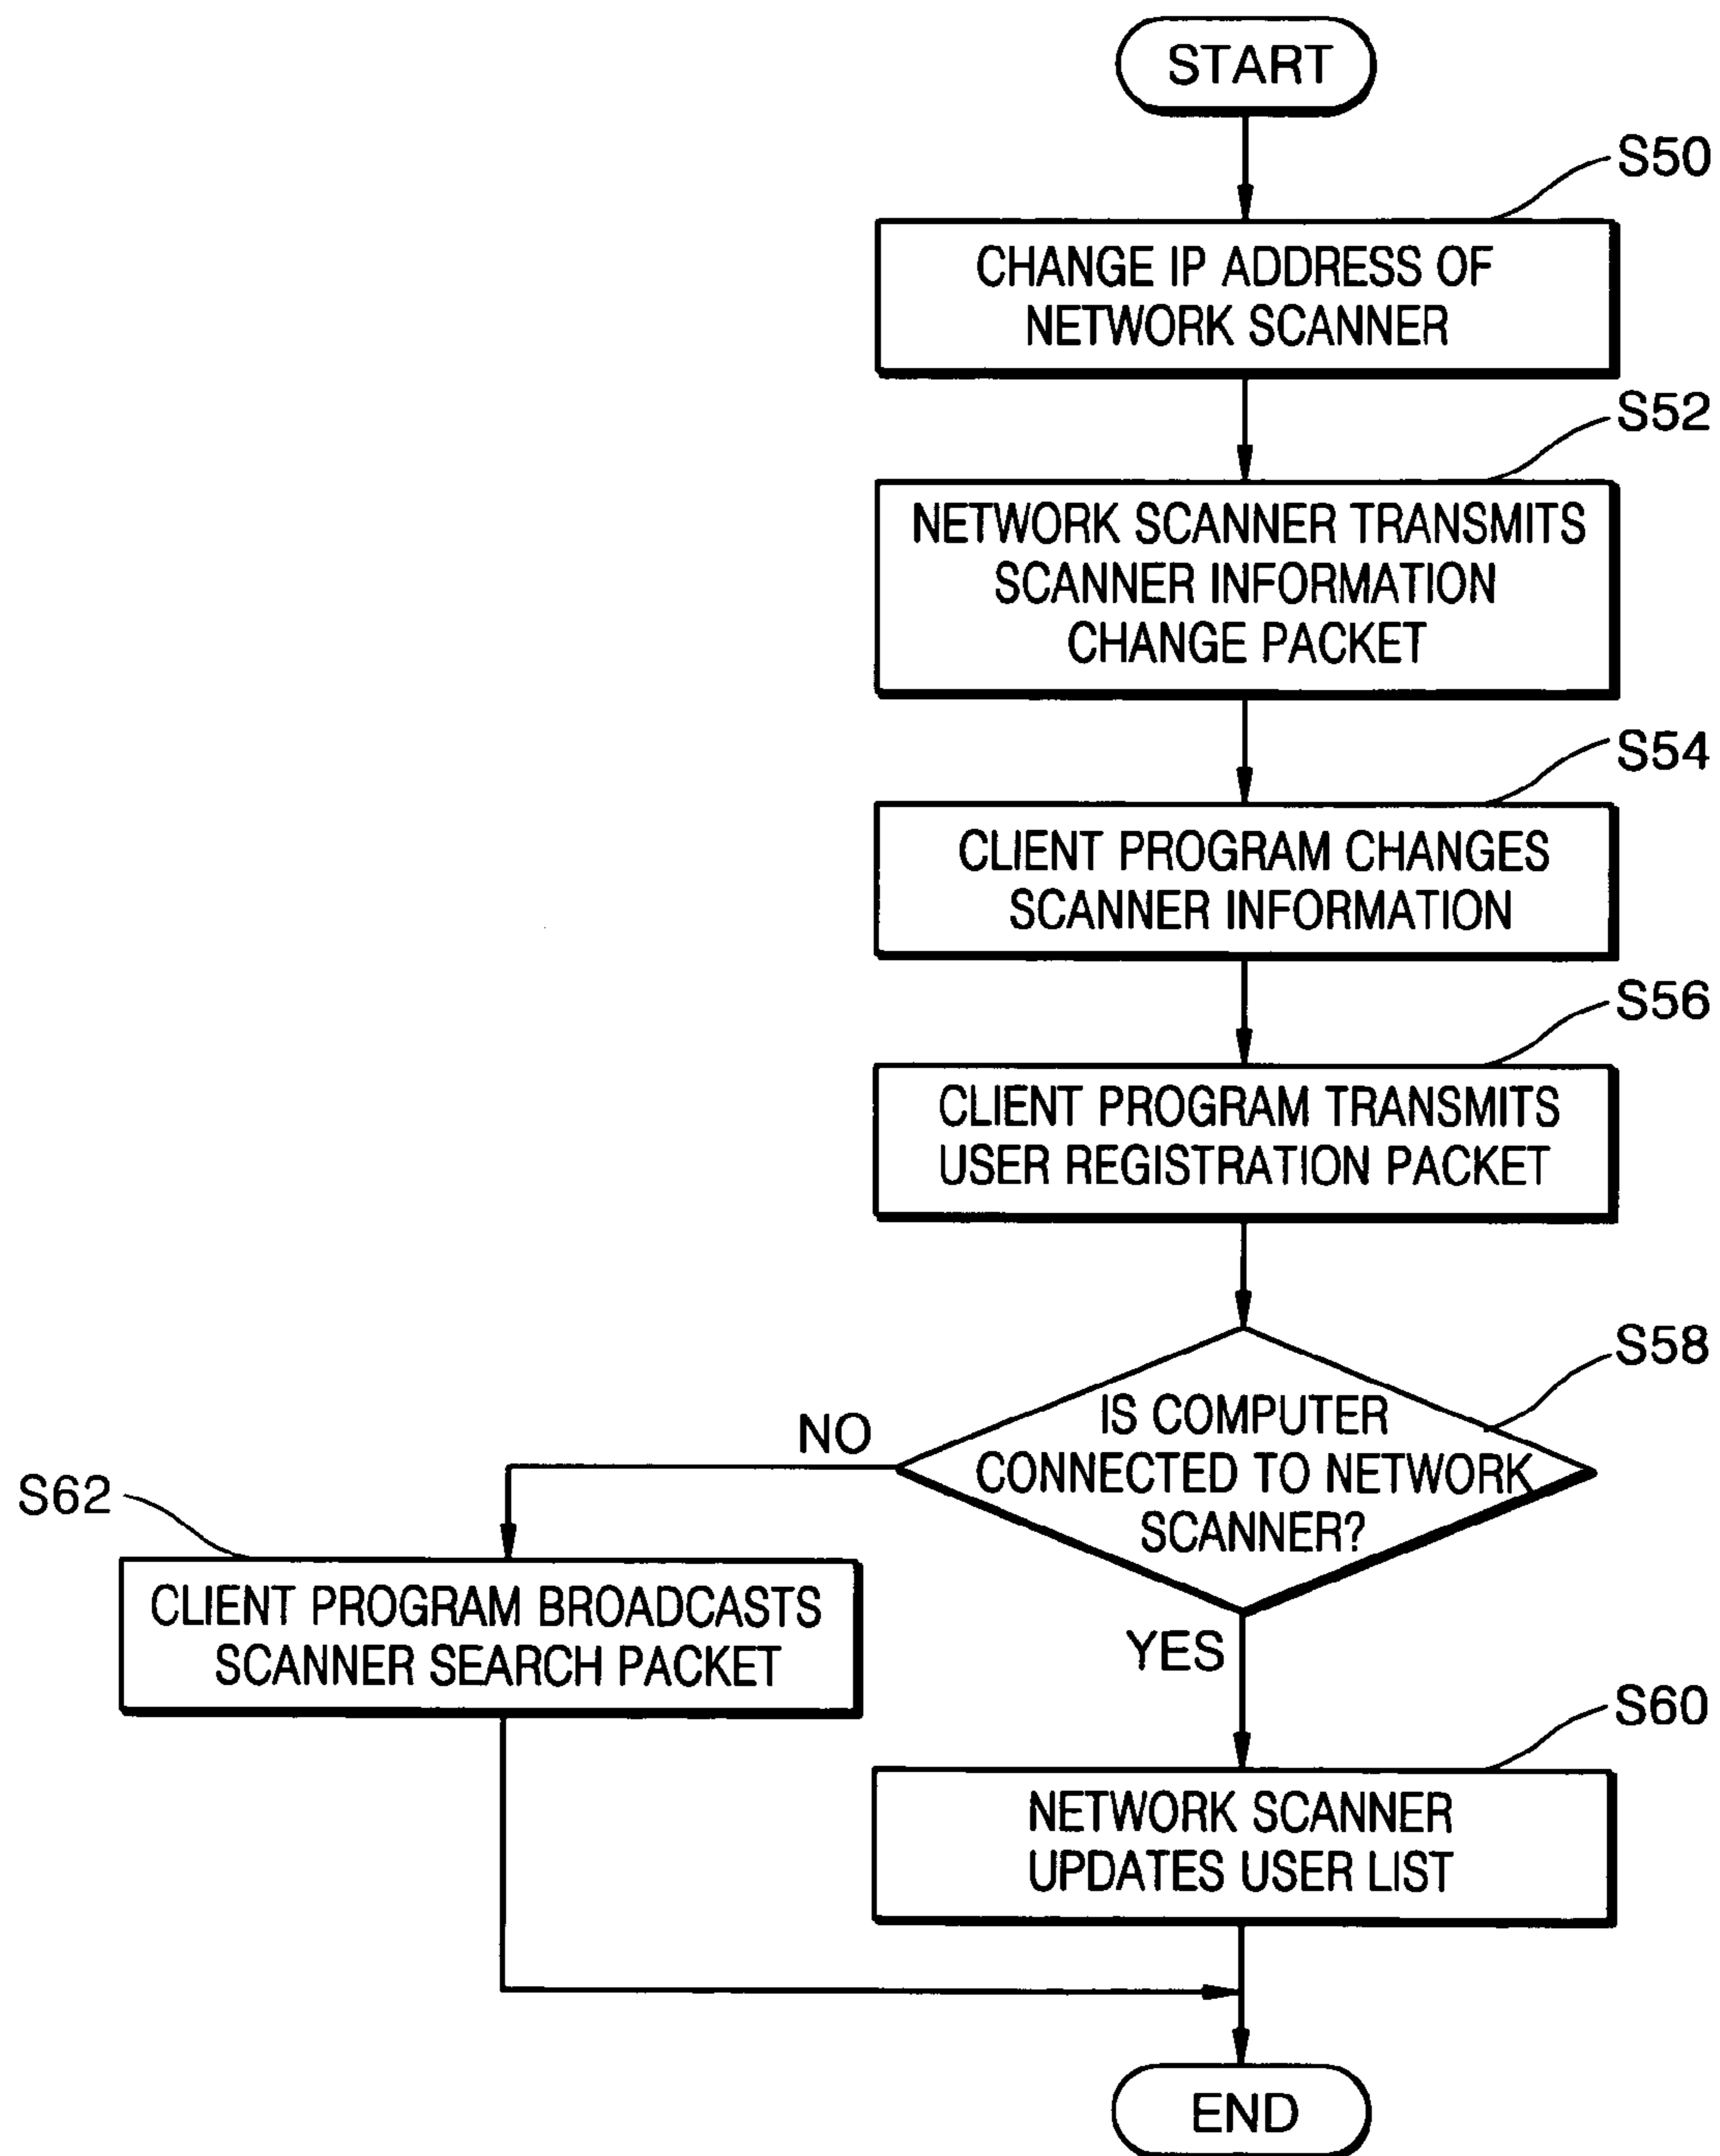 START
S50
CHANGE IP ADDRESS OF
NETWORK SCANNER
S52
NETWORK SCANNER TRANSMITS
SCANNER INFORMATION
CHANGE PACKET
S54
CLIENT PROGRAM CHANGES
SCANNER INFORMATION
S56
CLIENT PROGRAM TRANSMITS
USER REGISTRATION PACKET
S58
IS COMPUTER
CONNECTED TO NETWORK
SCANNER?
NO
S62
CLIENT PROGRAM BROADCASTS
SCANNER SEARCH PACKET
YES
S60
NETWORK SCANNER
UPDATES USER LIST
END